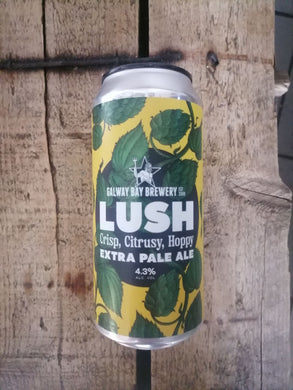 GALWAY BAY BREWERY
LUSH
Crisp, Citrusy, Hoppy
EXTRA PALE ALE
4.3%
ALC. VOL